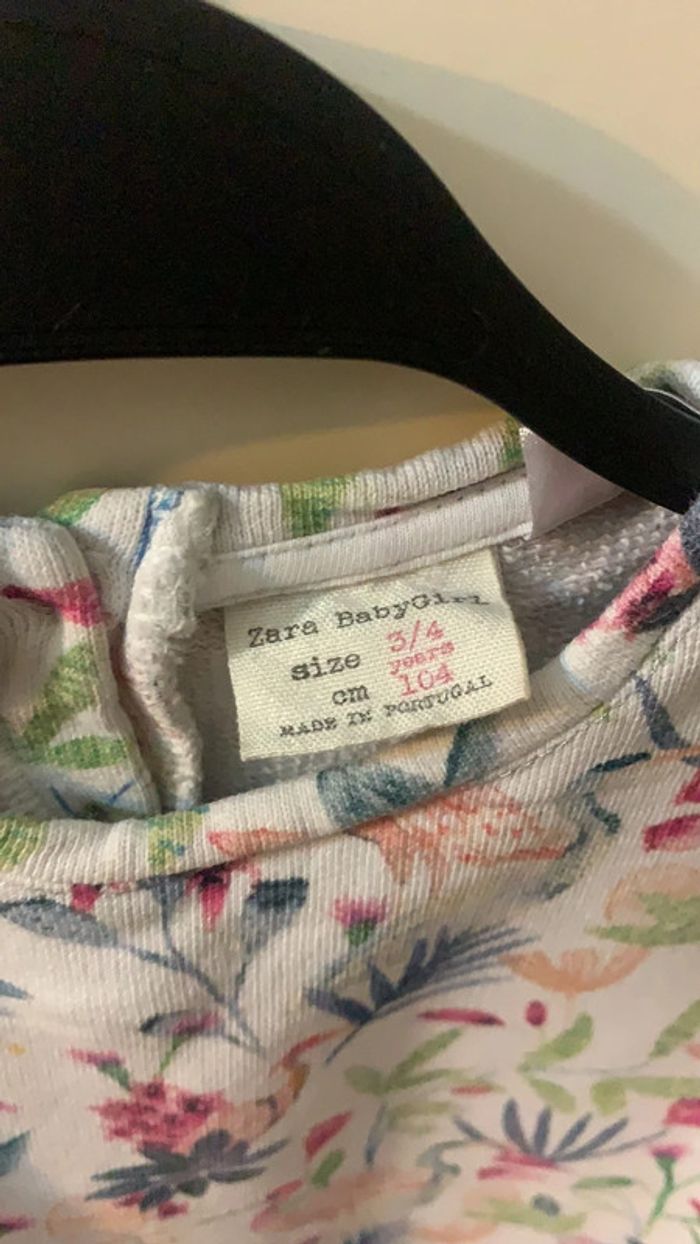 Zara BabyGirl
size 3/4
years
cm 104
MADE IN PORTUGAL